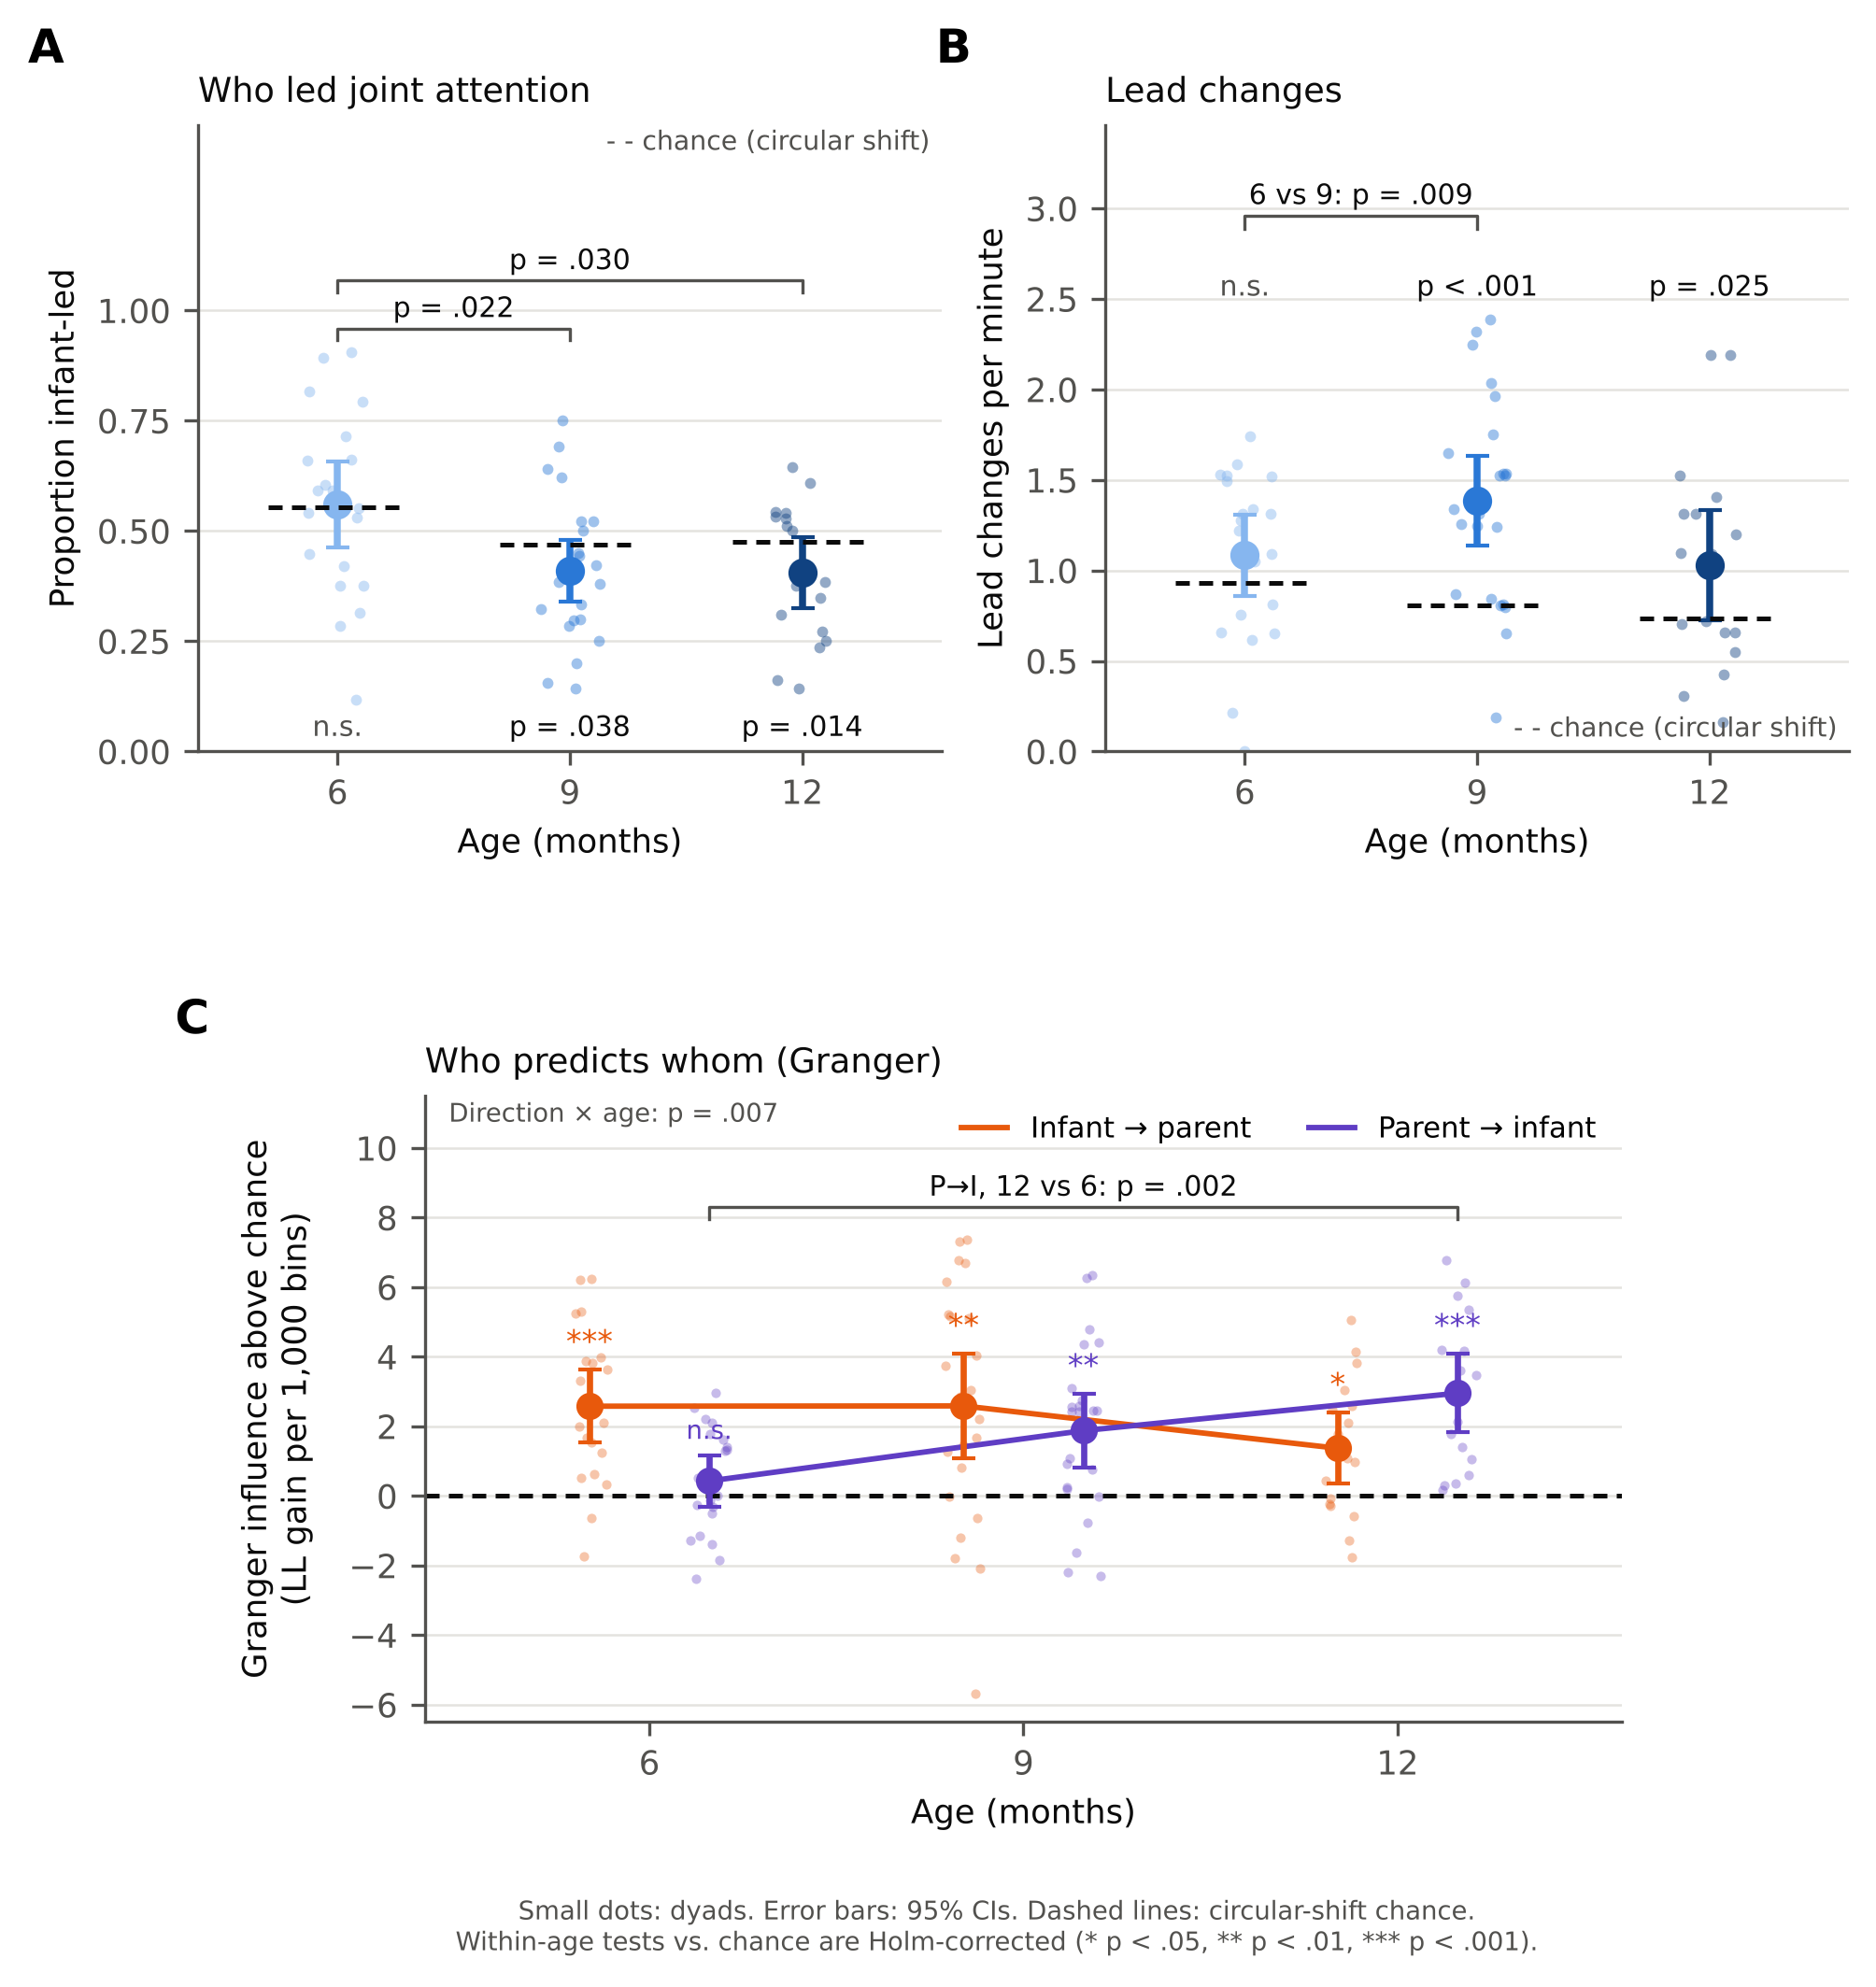 A
Who led joint attention
- - chance (circular shift)
p = .030
p = .022
Proportion infant-led
1.00
0.75
0.50
0.25
0.00
n.s.
p = .038
p = .014
6
9
12
Age (months)
B
Lead changes
6 vs 9: p = .009
n.s.
p < .001
p = .025
Lead changes per minute
3.0
2.5
2.0
1.5
1.0
0.5
0.0
- - chance (circular shift)
6
9
12
Age (months)
C
Who predicts whom (Granger)
Direction × age: p = .007
Infant → parent
Parent → infant
P→I, 12 vs 6: p = .002
Granger influence above chance
(LL gain per 1,000 bins)
10
8
6
4
2
0
−2
−4
−6
***
n.s.
**
**
*
***
6
9
12
Age (months)
Small dots: dyads. Error bars: 95% CIs. Dashed lines: circular-shift chance.
Within-age tests vs. chance are Holm-corrected (* p < .05, ** p < .01, *** p < .001).